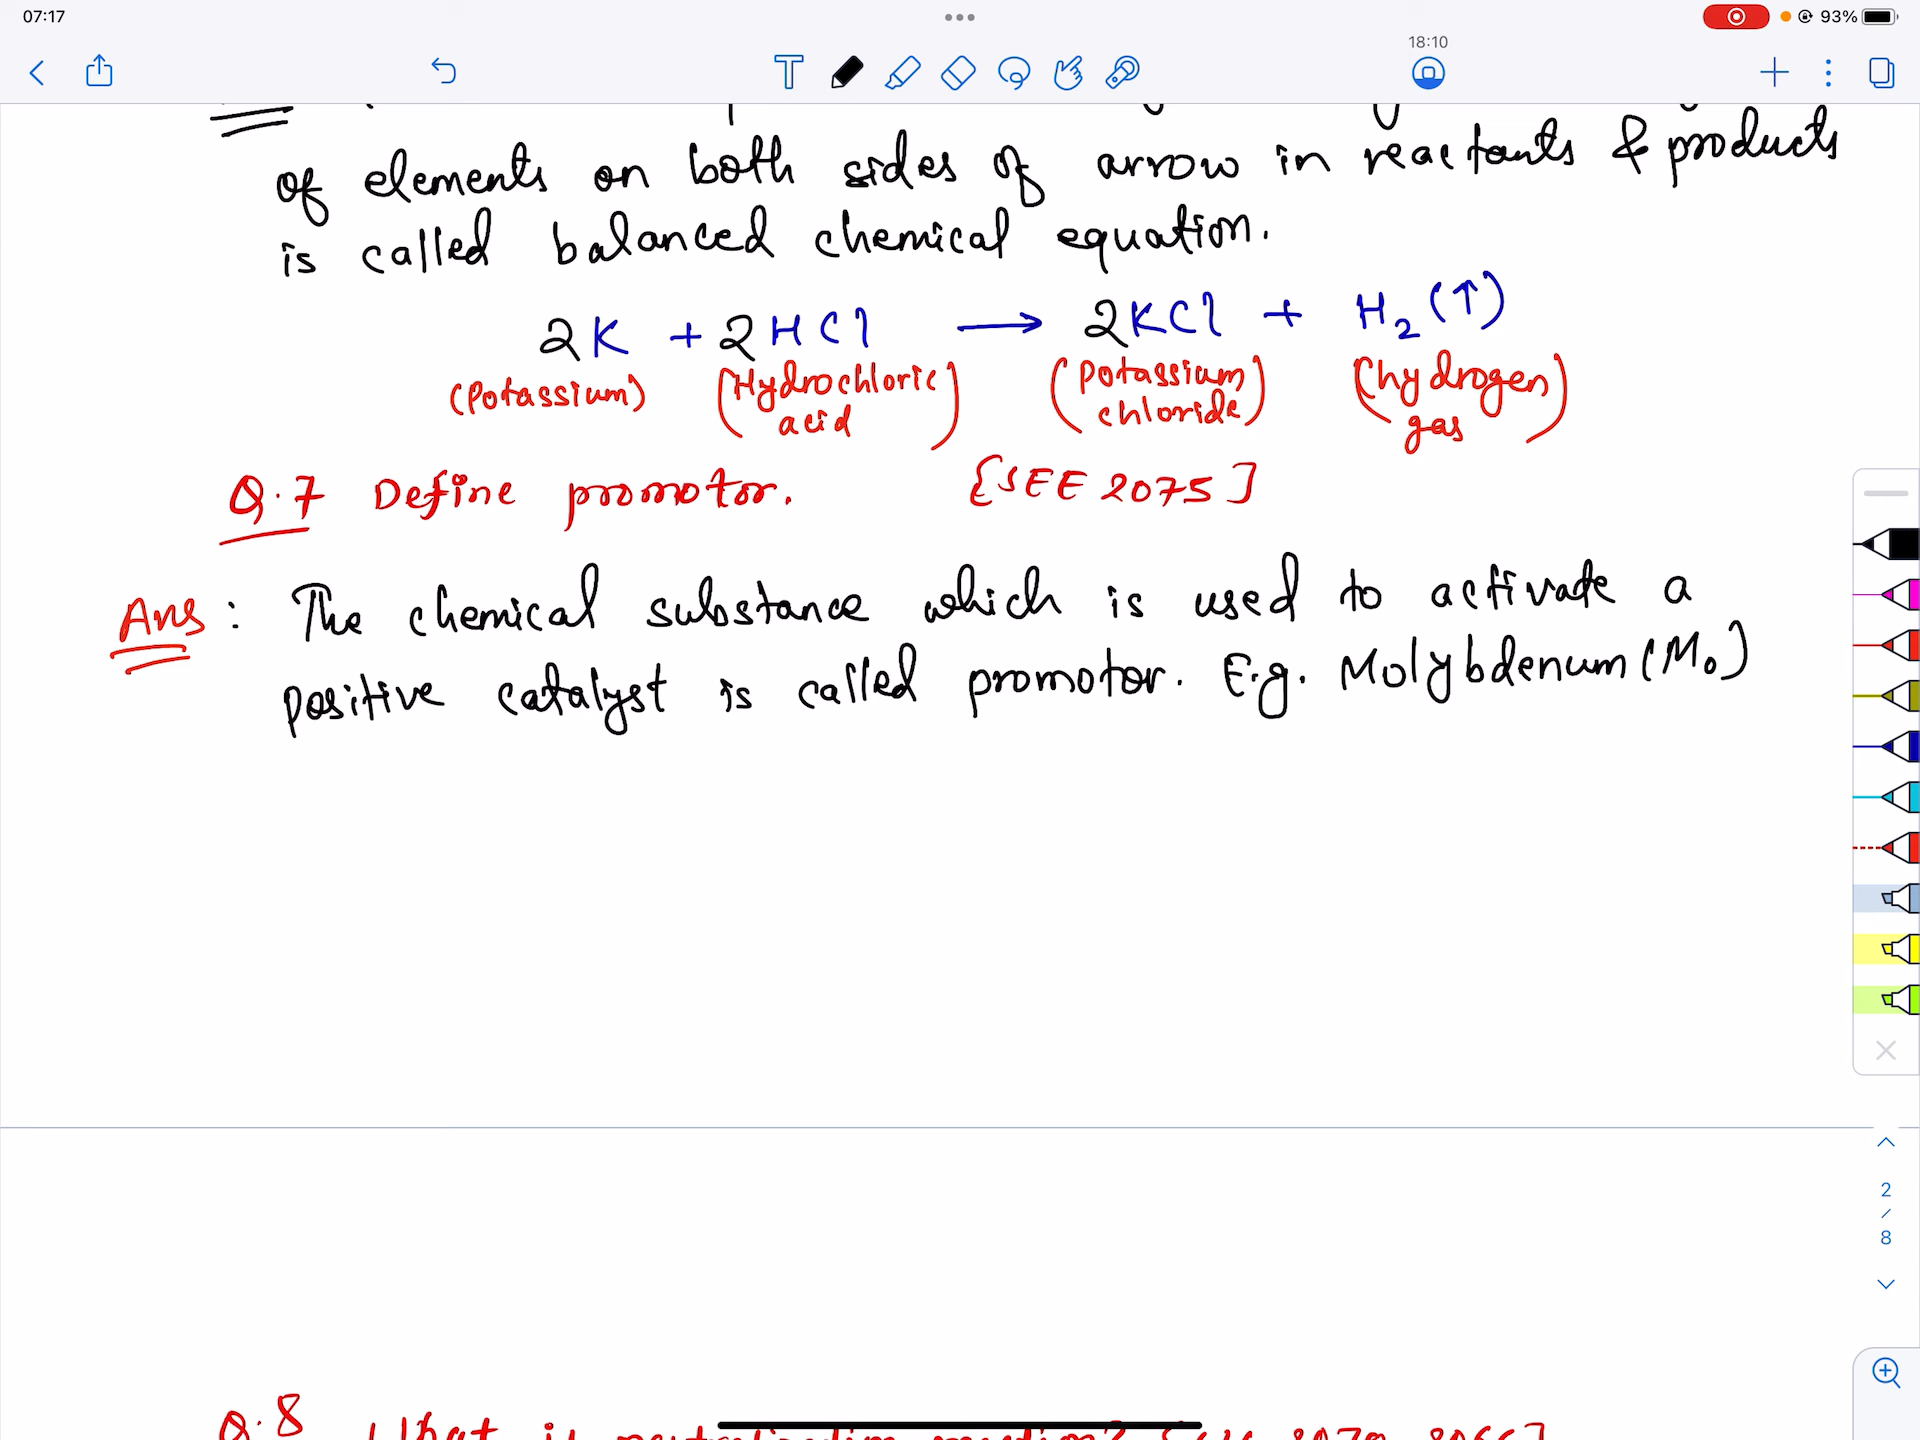 07:17
93%
18:10
of elements on both sides of arrow in reactants & products
is called balanced chemical equation.
2K + 2HCl → 2KCl + H₂(↑)
(Potassium) (Hydrochloric acid) (Potassium chloride) (hydrogen gas)
Q.7 Define promotor. [SEE 2075]
Ans: The chemical substance which is used to activate a
positive catalyst is called promotor. E.g. Molybdenum (Mo)
2
/
8
Q.8 What is